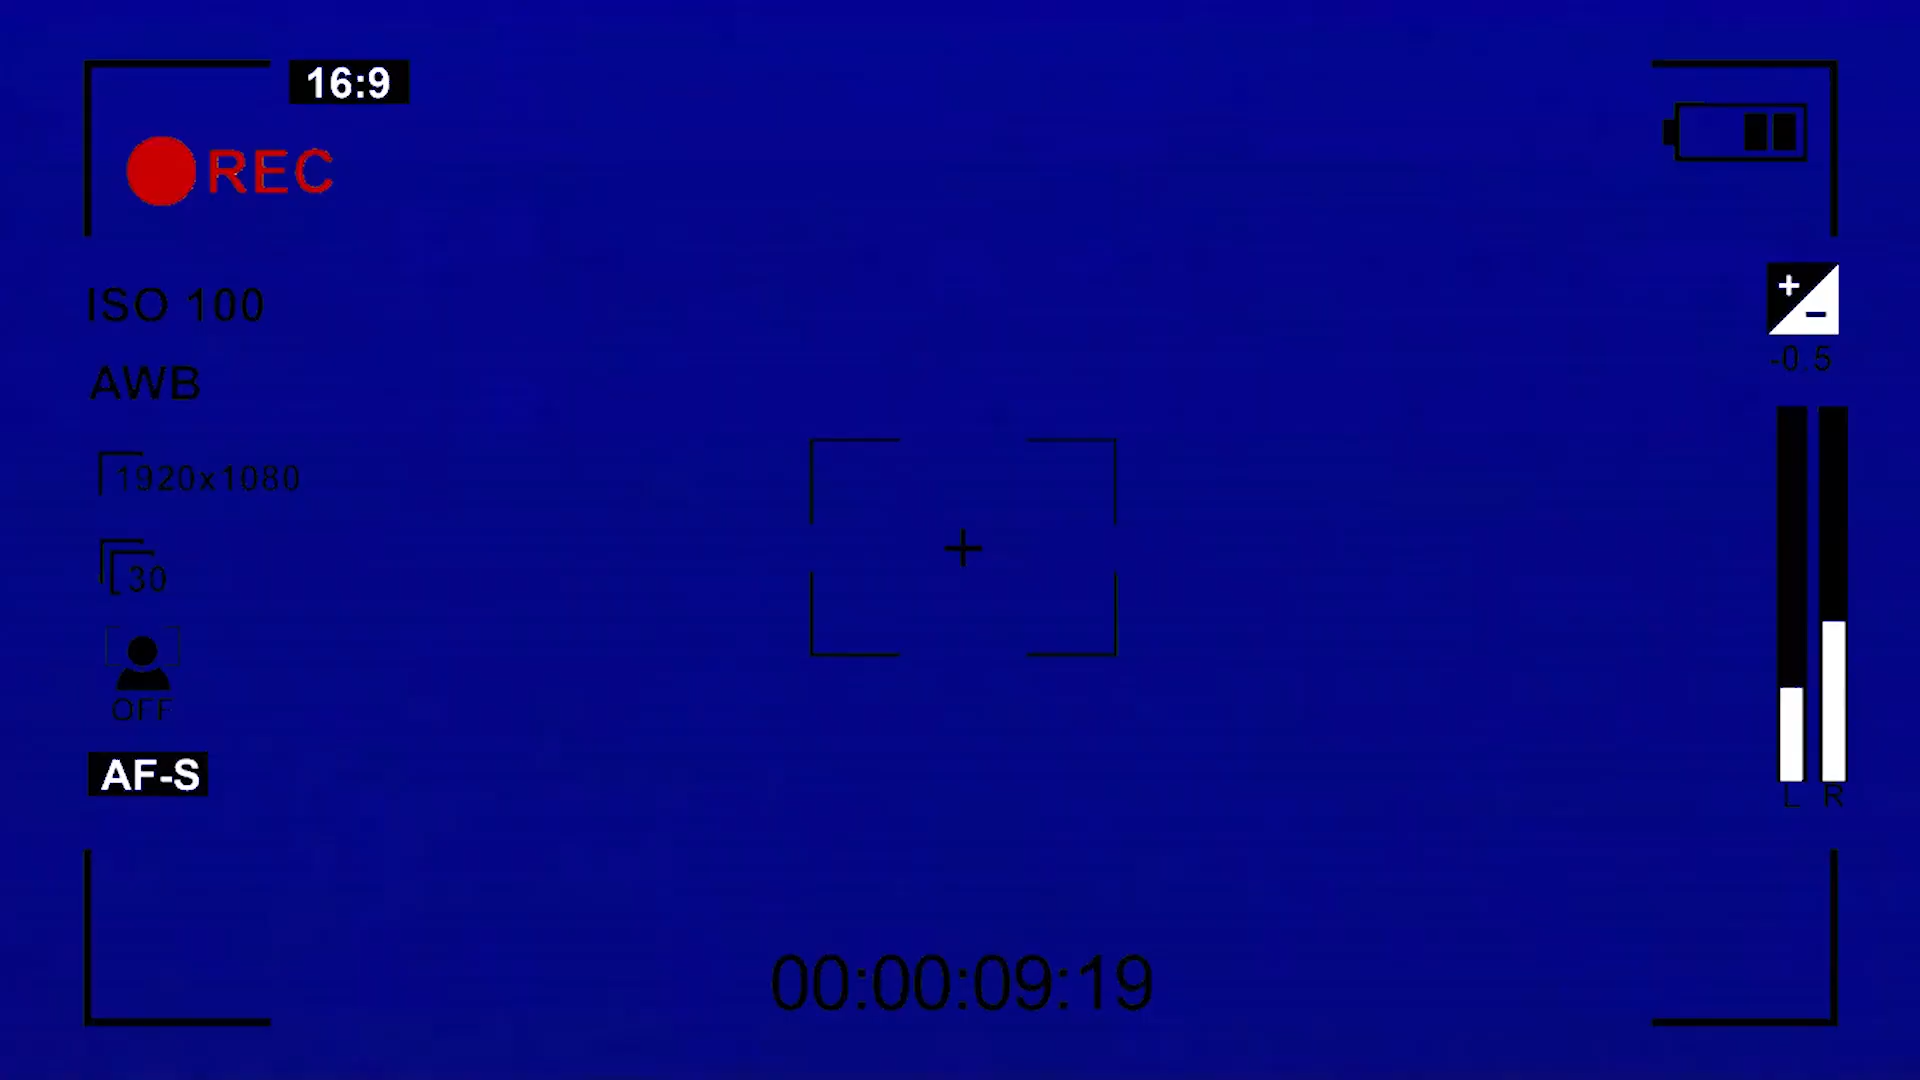 16:9
REC
ISO 100
AWB
1920x1080
30
OFF
AF-S
-0.5
L R
00:00:09:19